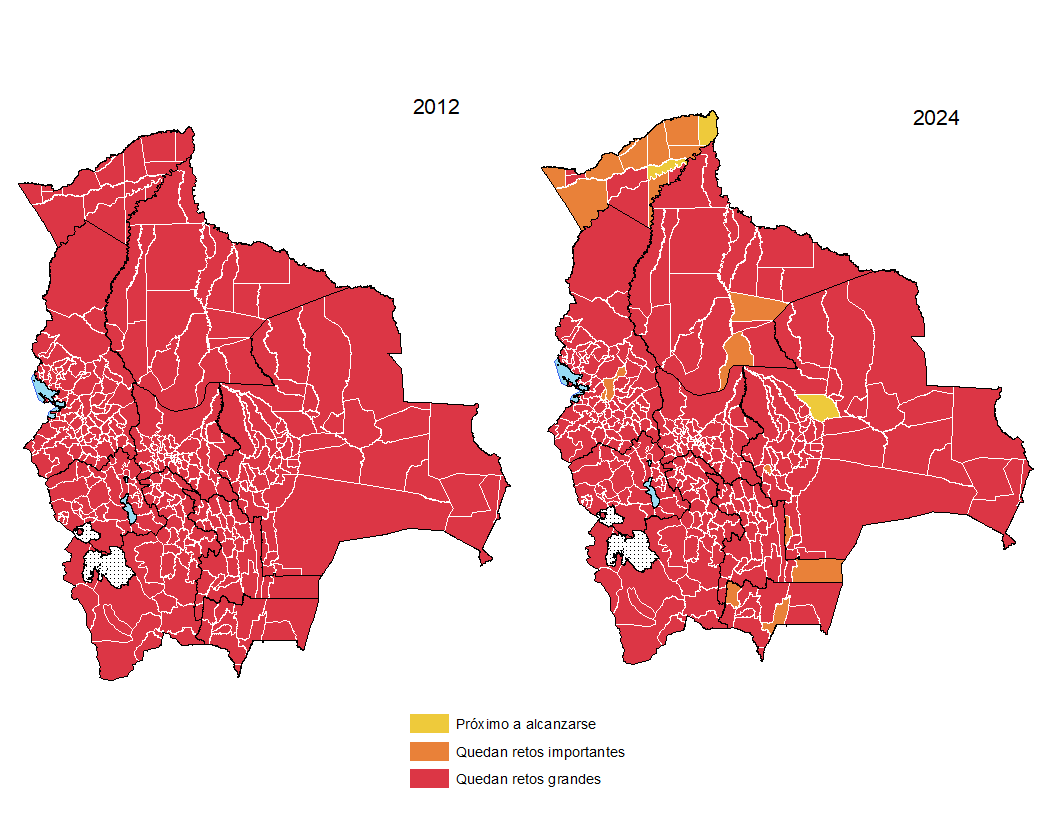 2012
2024
Próximo a alcanzarse
Quedan retos importantes
Quedan retos grandes